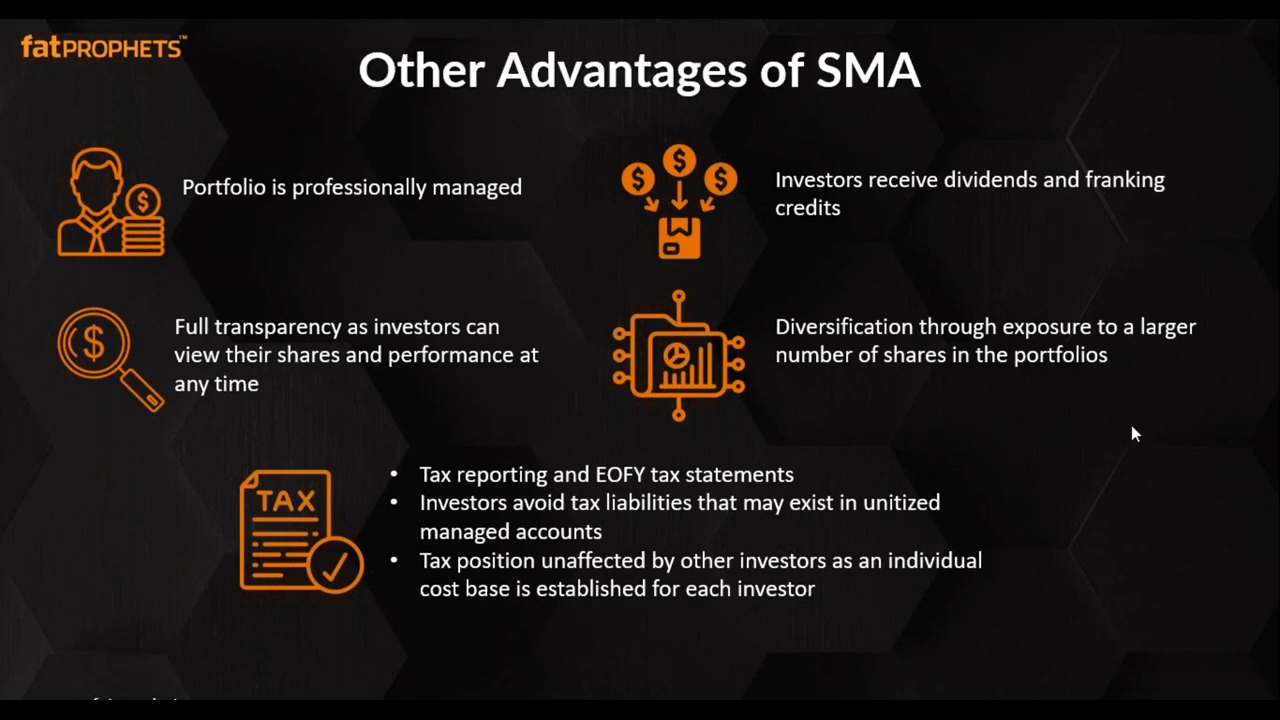 fatPROPHETS™
Other Advantages of SMA
Portfolio is professionally managed
Investors receive dividends and franking
credits
Full transparency as investors can
view their shares and performance at
any time
Diversification through exposure to a larger
number of shares in the portfolios
TAX
• Tax reporting and EOFY tax statements
• Investors avoid tax liabilities that may exist in unitized
managed accounts
• Tax position unaffected by other investors as an individual
cost base is established for each investor